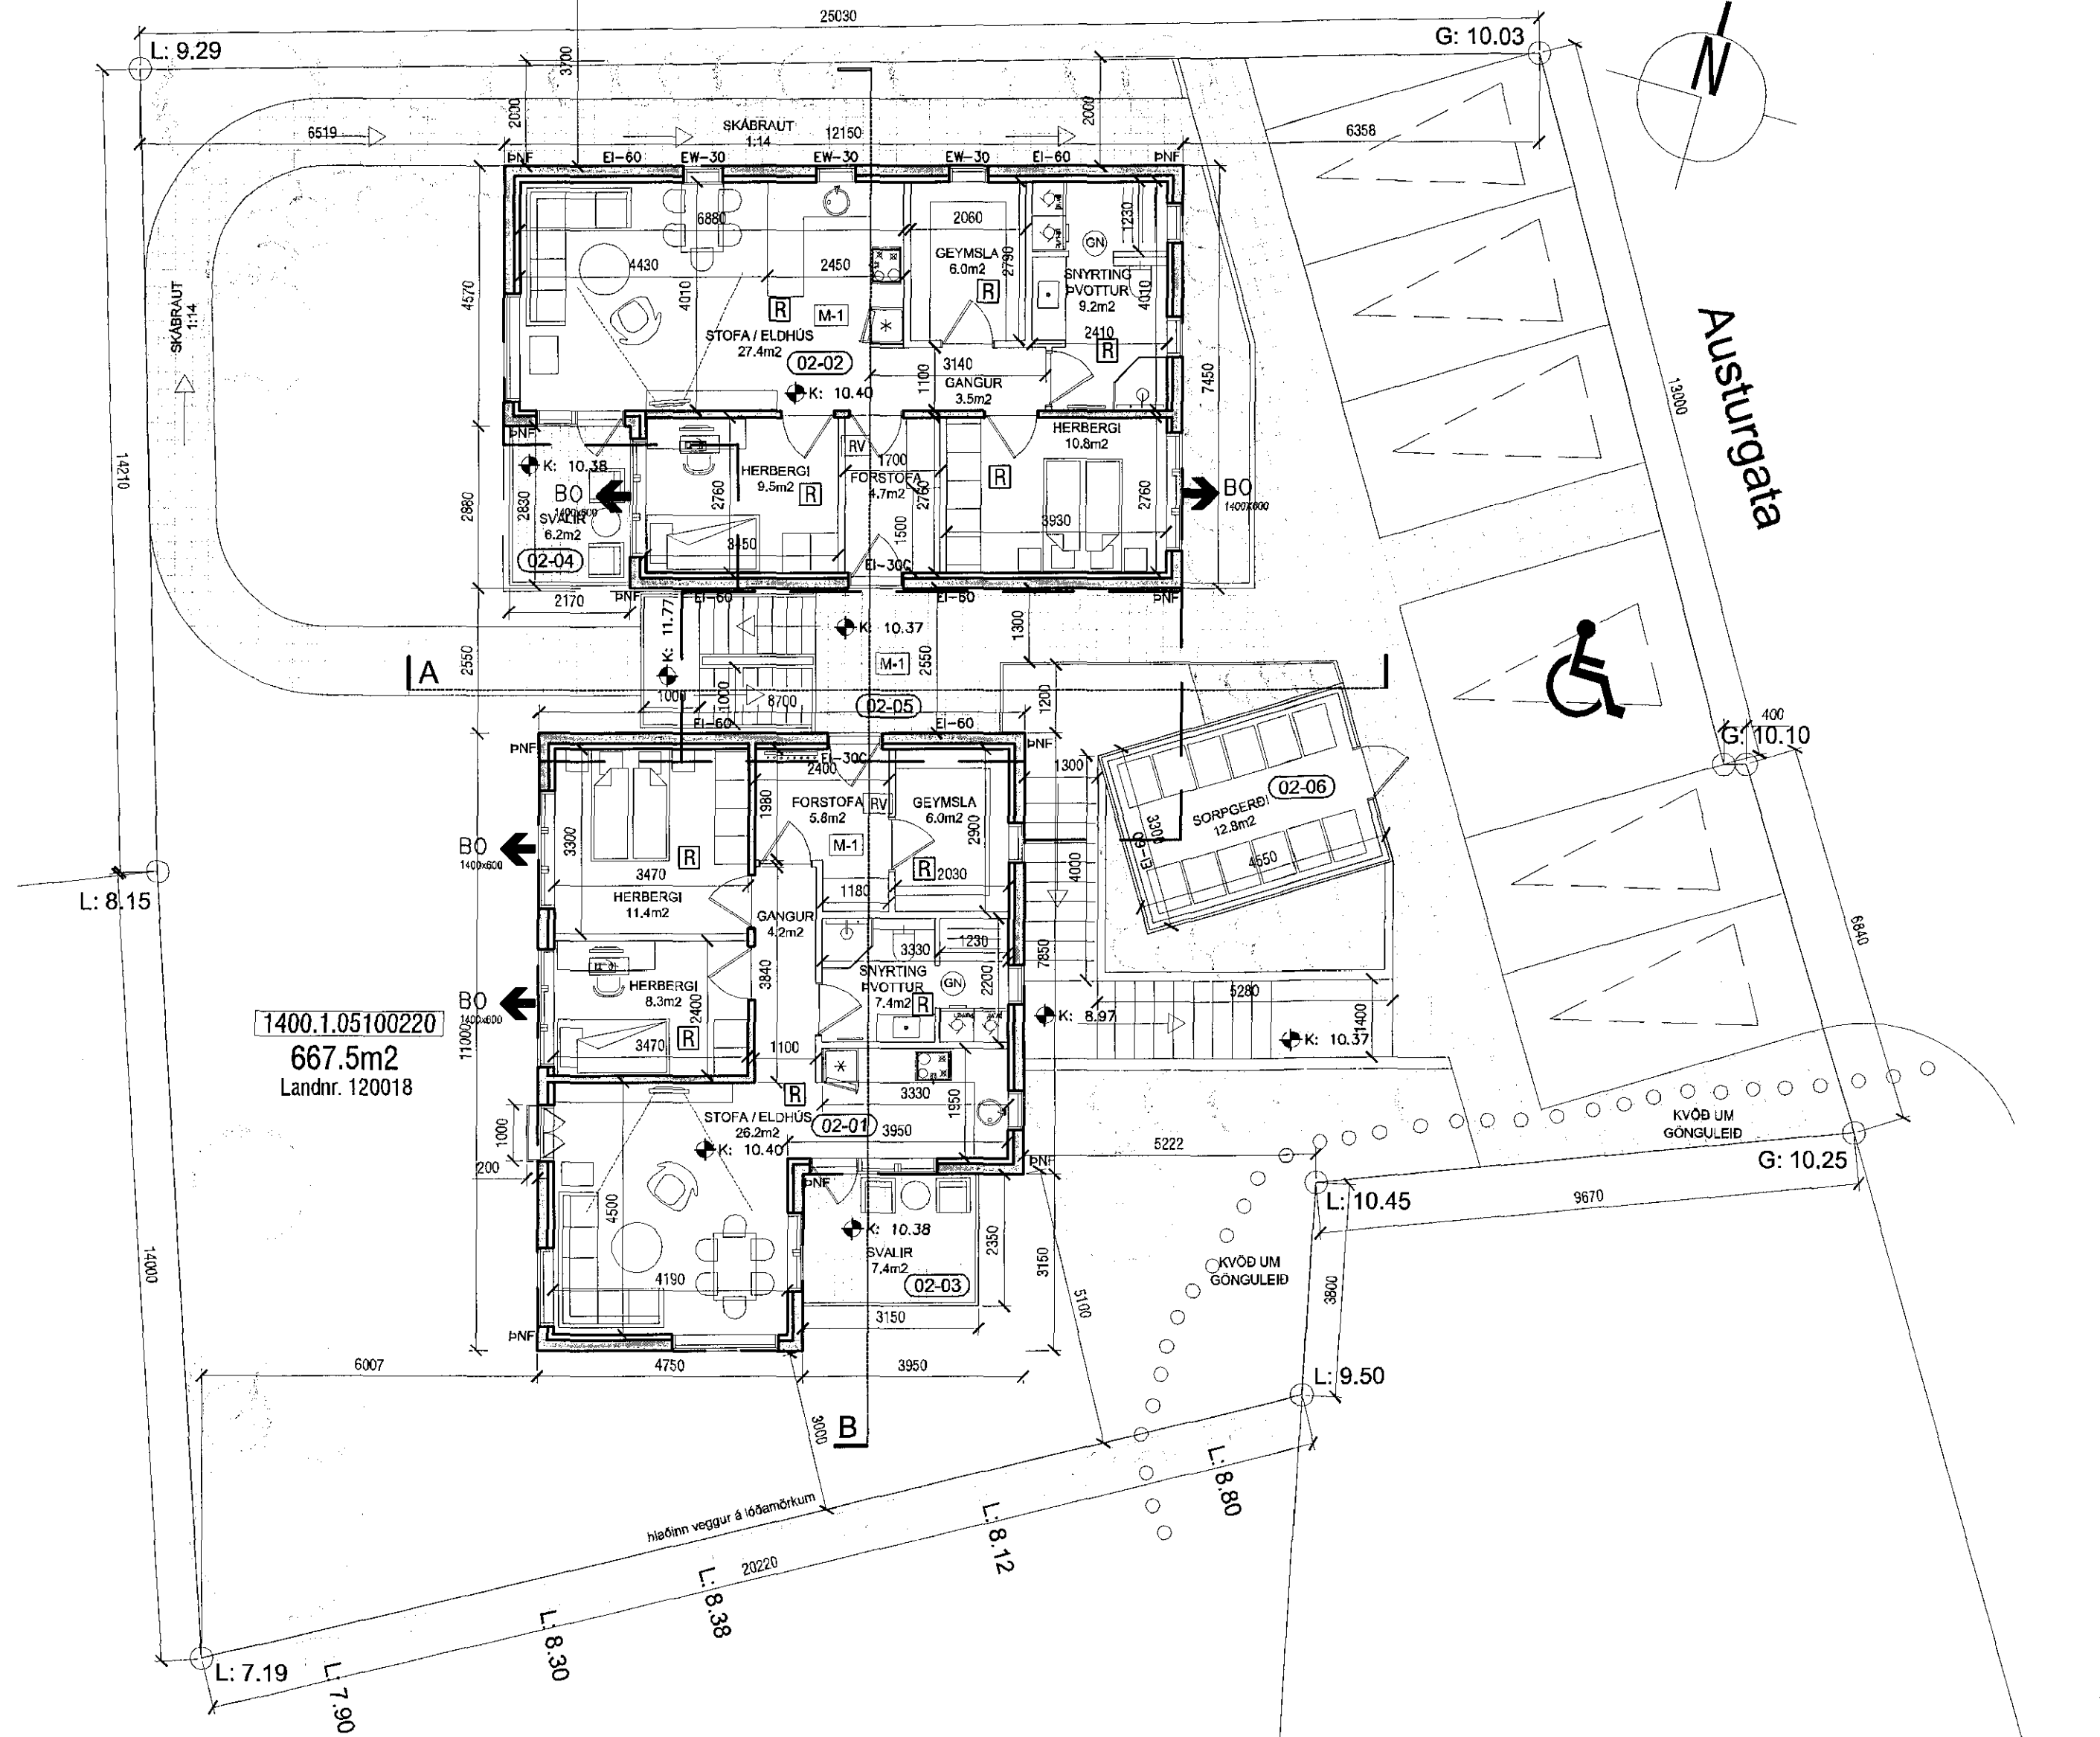 25030
L: 9.29
G: 10.03
N
3700
2000
2000
6519
SKÁBRAUT
1:14
12150
6358
ÞNF
EI-60
EW-30
EW-30
EW-30
EI-60
ÞNF
6880
2060
1230
GN
GEYMSLA
6.0m2
2790
4430
2450
4570
4010
SNYRTING
ÞVOTTUR
9.2m2
4010
SKÁBRAUT
1:14
R
M-1
R
STOFA / ELDHÚS
27.4m2
02-02
2410
R
3140
K: 10.40
1100
GANGUR
3.5m2
7450
13000
Austurgata
ÞNF
HERBERGI
10.8m2
RV
K: 10.38
1700
HERBERGI
9.5m2
R
FORSTOFA
4.7m2
R
14210
2880
2830
BO
1400x600
SVALIR
6.2m2
2760
2760
2760
BO
1400x600
3930
1500
3450
02-04
EI-30C
2170
ÞNF
EI-60
EI-60
ÞNF
K: 11.77
K: 10.37
1300
2550
M-1
2550
A
1000
1000
8700
02-05
1200
EI-60
EI-60
400
G: 10.10
ÞNF
ÞNF
EI-30C
2400
1300
FORSTOFA
5.8m2
RV
GEYMSLA
6.0m2
02-06
SORPGERÐI
12.8m2
1980
3300
2900
3300
EI-60
BO
1400x600
R
M-1
R
4550
4000
3470
2030
L: 8.15
1180
HERBERGI
11.4m2
GANGUR
4.2m2
6840
3330
1230
3840
SNYRTING
ÞVOTTUR
7.4m2
R
GN
2200
7850
HERBERGI
8.3m2
2400
5280
BO
1400x600
1400.1.05100220
667.5m2
Landnr. 120018
11000
K: 8.97
1400
K: 10.37
R
3470
1100
R
3330
1950
STOFA / ELDHÚS
26.2m2
02-01
3950
K: 10.40
1000
200
KVÖÐ UM
GÖNGULEIÐ
5222
ÞNF
ÞNF
G: 10.25
L: 10.45
9670
4500
K: 10.38
SVALIR
7.4m2
2350
3150
02-03
KVÖÐ UM
GÖNGULEIÐ
3800
14000
4190
5100
3150
ÞNF
6007
4750
3950
L: 9.50
3000
B
hlaðinn veggur á lóðamörkum
20220
L: 8.80
L: 8.12
L: 8.38
L: 8.30
L: 7.19
L: 7.90